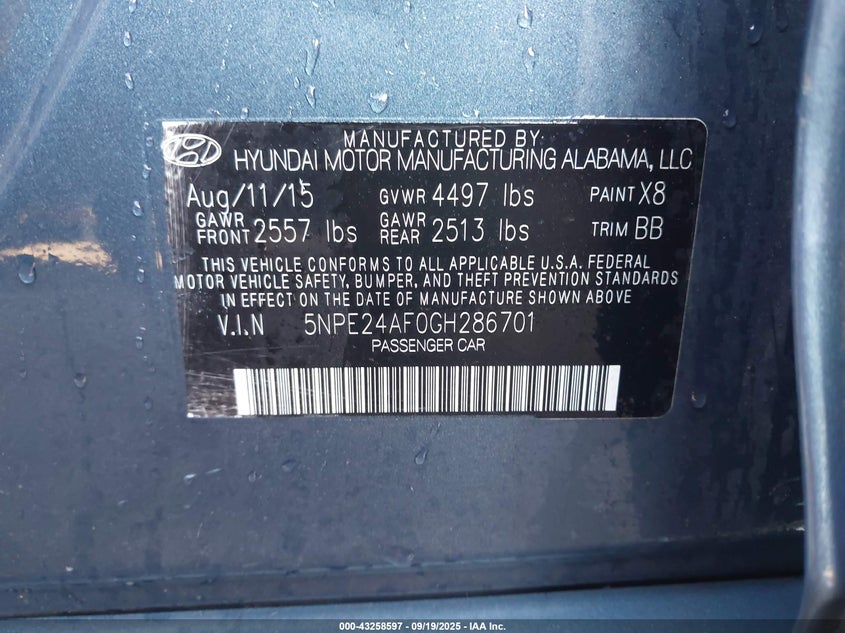 MANUFACTURED BY
HYUNDAI MOTOR MANUFACTURING ALABAMA, LLC
Aug/11/15 GVWR 4497 lbs PAINT X8
GAWR FRONT 2557 lbs GAWR REAR 2513 lbs TRIM BB
THIS VEHICLE CONFORMS TO ALL APPLICABLE U.S.A. FEDERAL
MOTOR VEHICLE SAFETY, BUMPER, AND THEFT PREVENTION STANDARDS
IN EFFECT ON THE DATE OF MANUFACTURE SHOWN ABOVE
V.I.N 5NPE24AF0GH286701
PASSENGER CAR
000-43258597 - 09/19/2025 - IAA Inc.